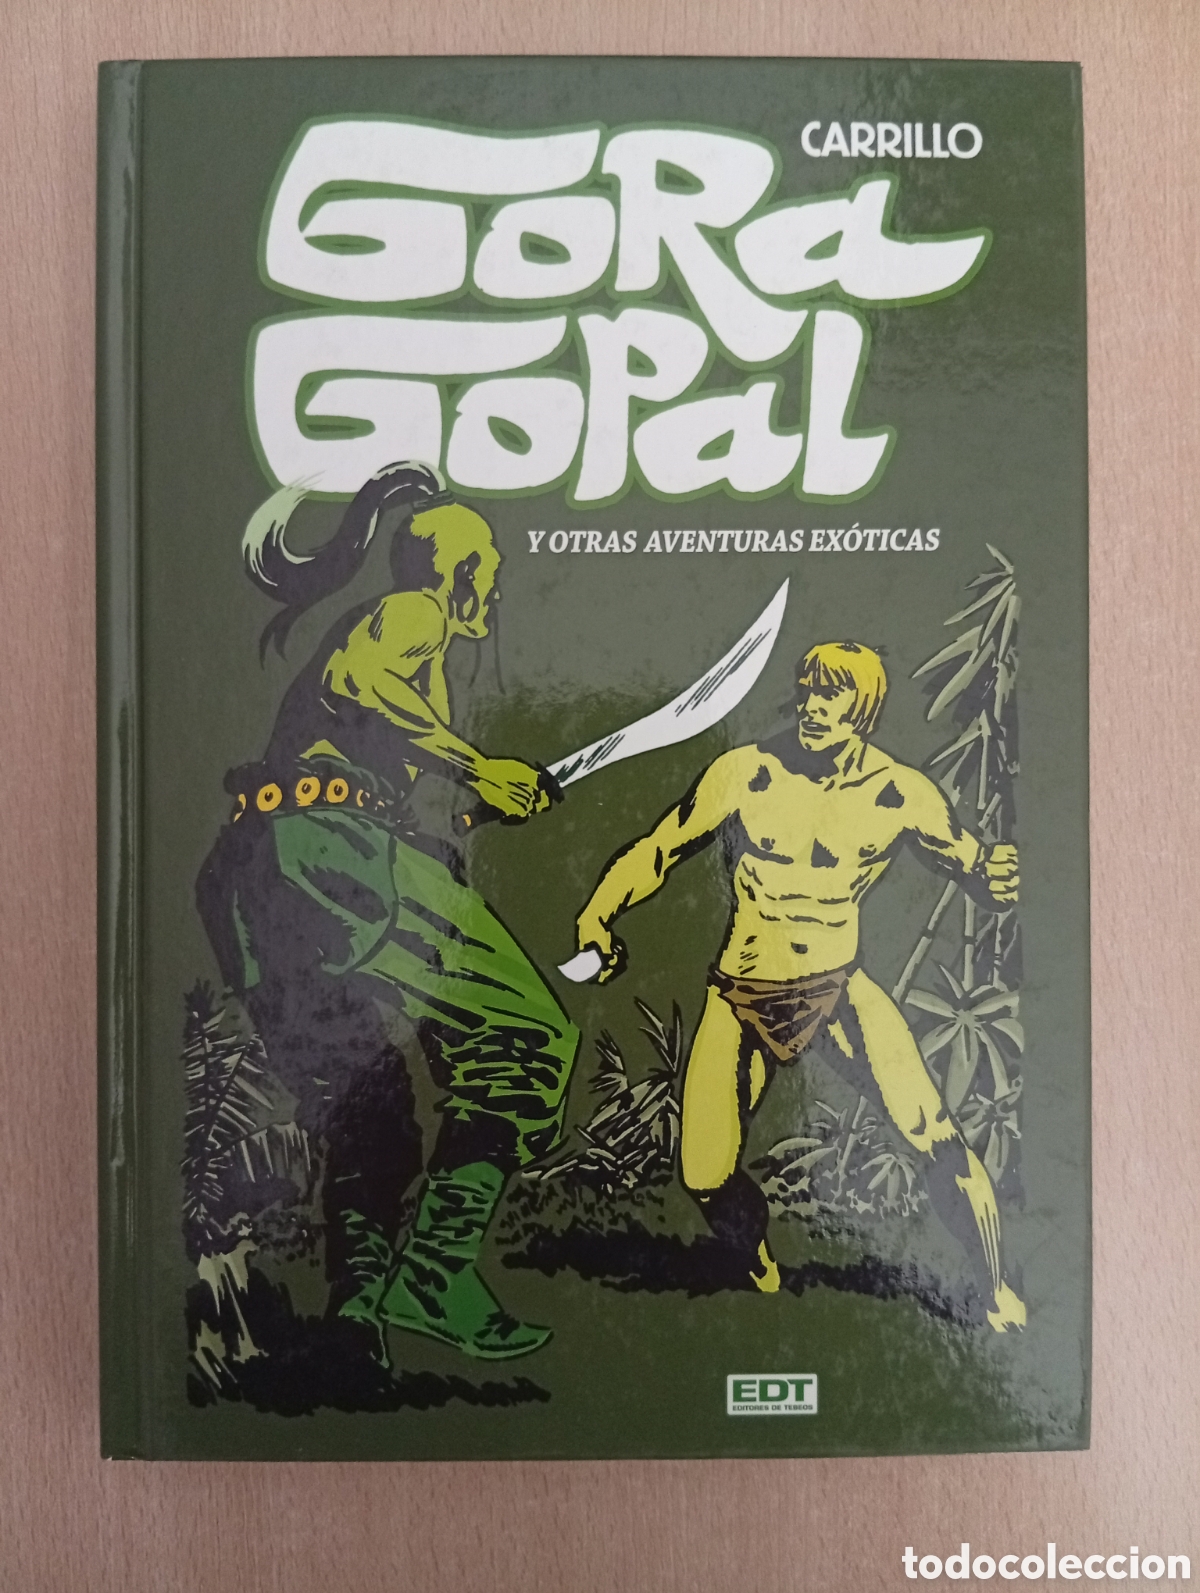 CARRILLO
GORa
GOPal
Y OTRAS AVENTURAS EXÓTICAS
EDT
EDITORES DE TEBEOS
todocoleccion